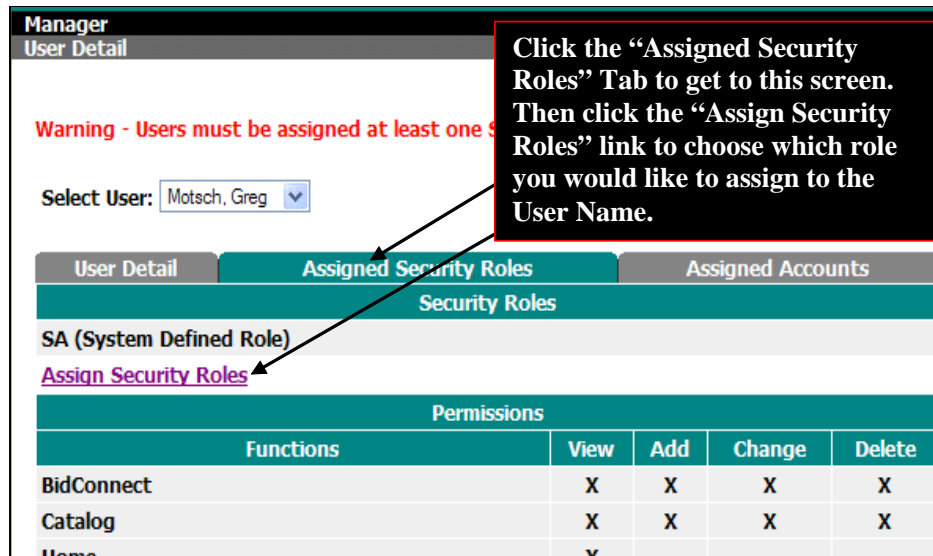 Manager
User Detail
Click the “Assigned Security
Roles” Tab to get to this screen.
Then click the “Assign Security
Roles” link to choose which role
you would like to assign to the
User Name.
Warning - Users must be assigned at least one
Select User: Motsch, Greg
User Detail Assigned Security Roles Assigned Accounts
Security Roles
SA (System Defined Role)
Assign Security Roles
Permissions
Functions View Add Change Delete
BidConnect X X X X
Catalog X X X X
Home X